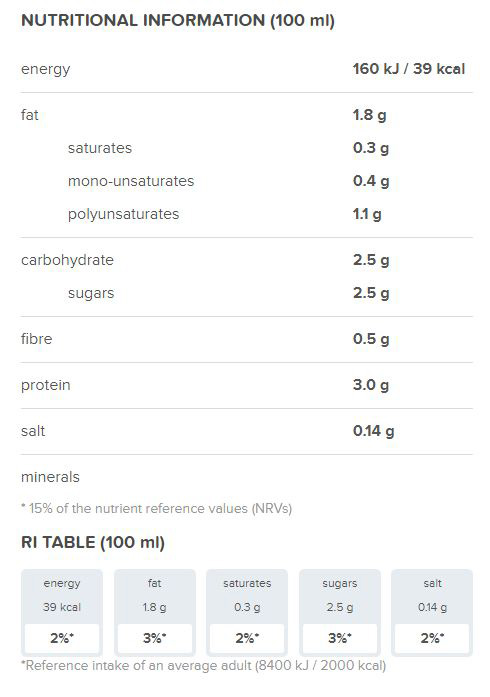 NUTRITIONAL INFORMATION (100 ml)
energy 160 kJ / 39 kcal
fat 1.8 g
saturates 0.3 g
mono-unsaturates 0.4 g
polyunsaturates 1.1 g
carbohydrate 2.5 g
sugars 2.5 g
fibre 0.5 g
protein 3.0 g
salt 0.14 g
minerals
* 15% of the nutrient reference values (NRVs)
RI TABLE (100 ml)
energy fat saturates sugars salt
39 kcal 1.8 g 0.3 g 2.5 g 0.14 g
2%* 3%* 2%* 3%* 2%*
*Reference intake of an average adult (8400 kJ / 2000 kcal)